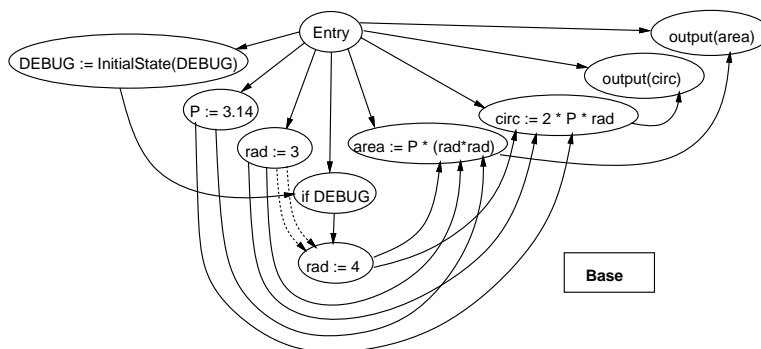 Entry
output(area)
DEBUG := InitialState(DEBUG)
output(circ)
P := 3.14
circ := 2 * P * rad
rad := 3
area := P * (rad*rad)
if DEBUG
rad := 4
Base